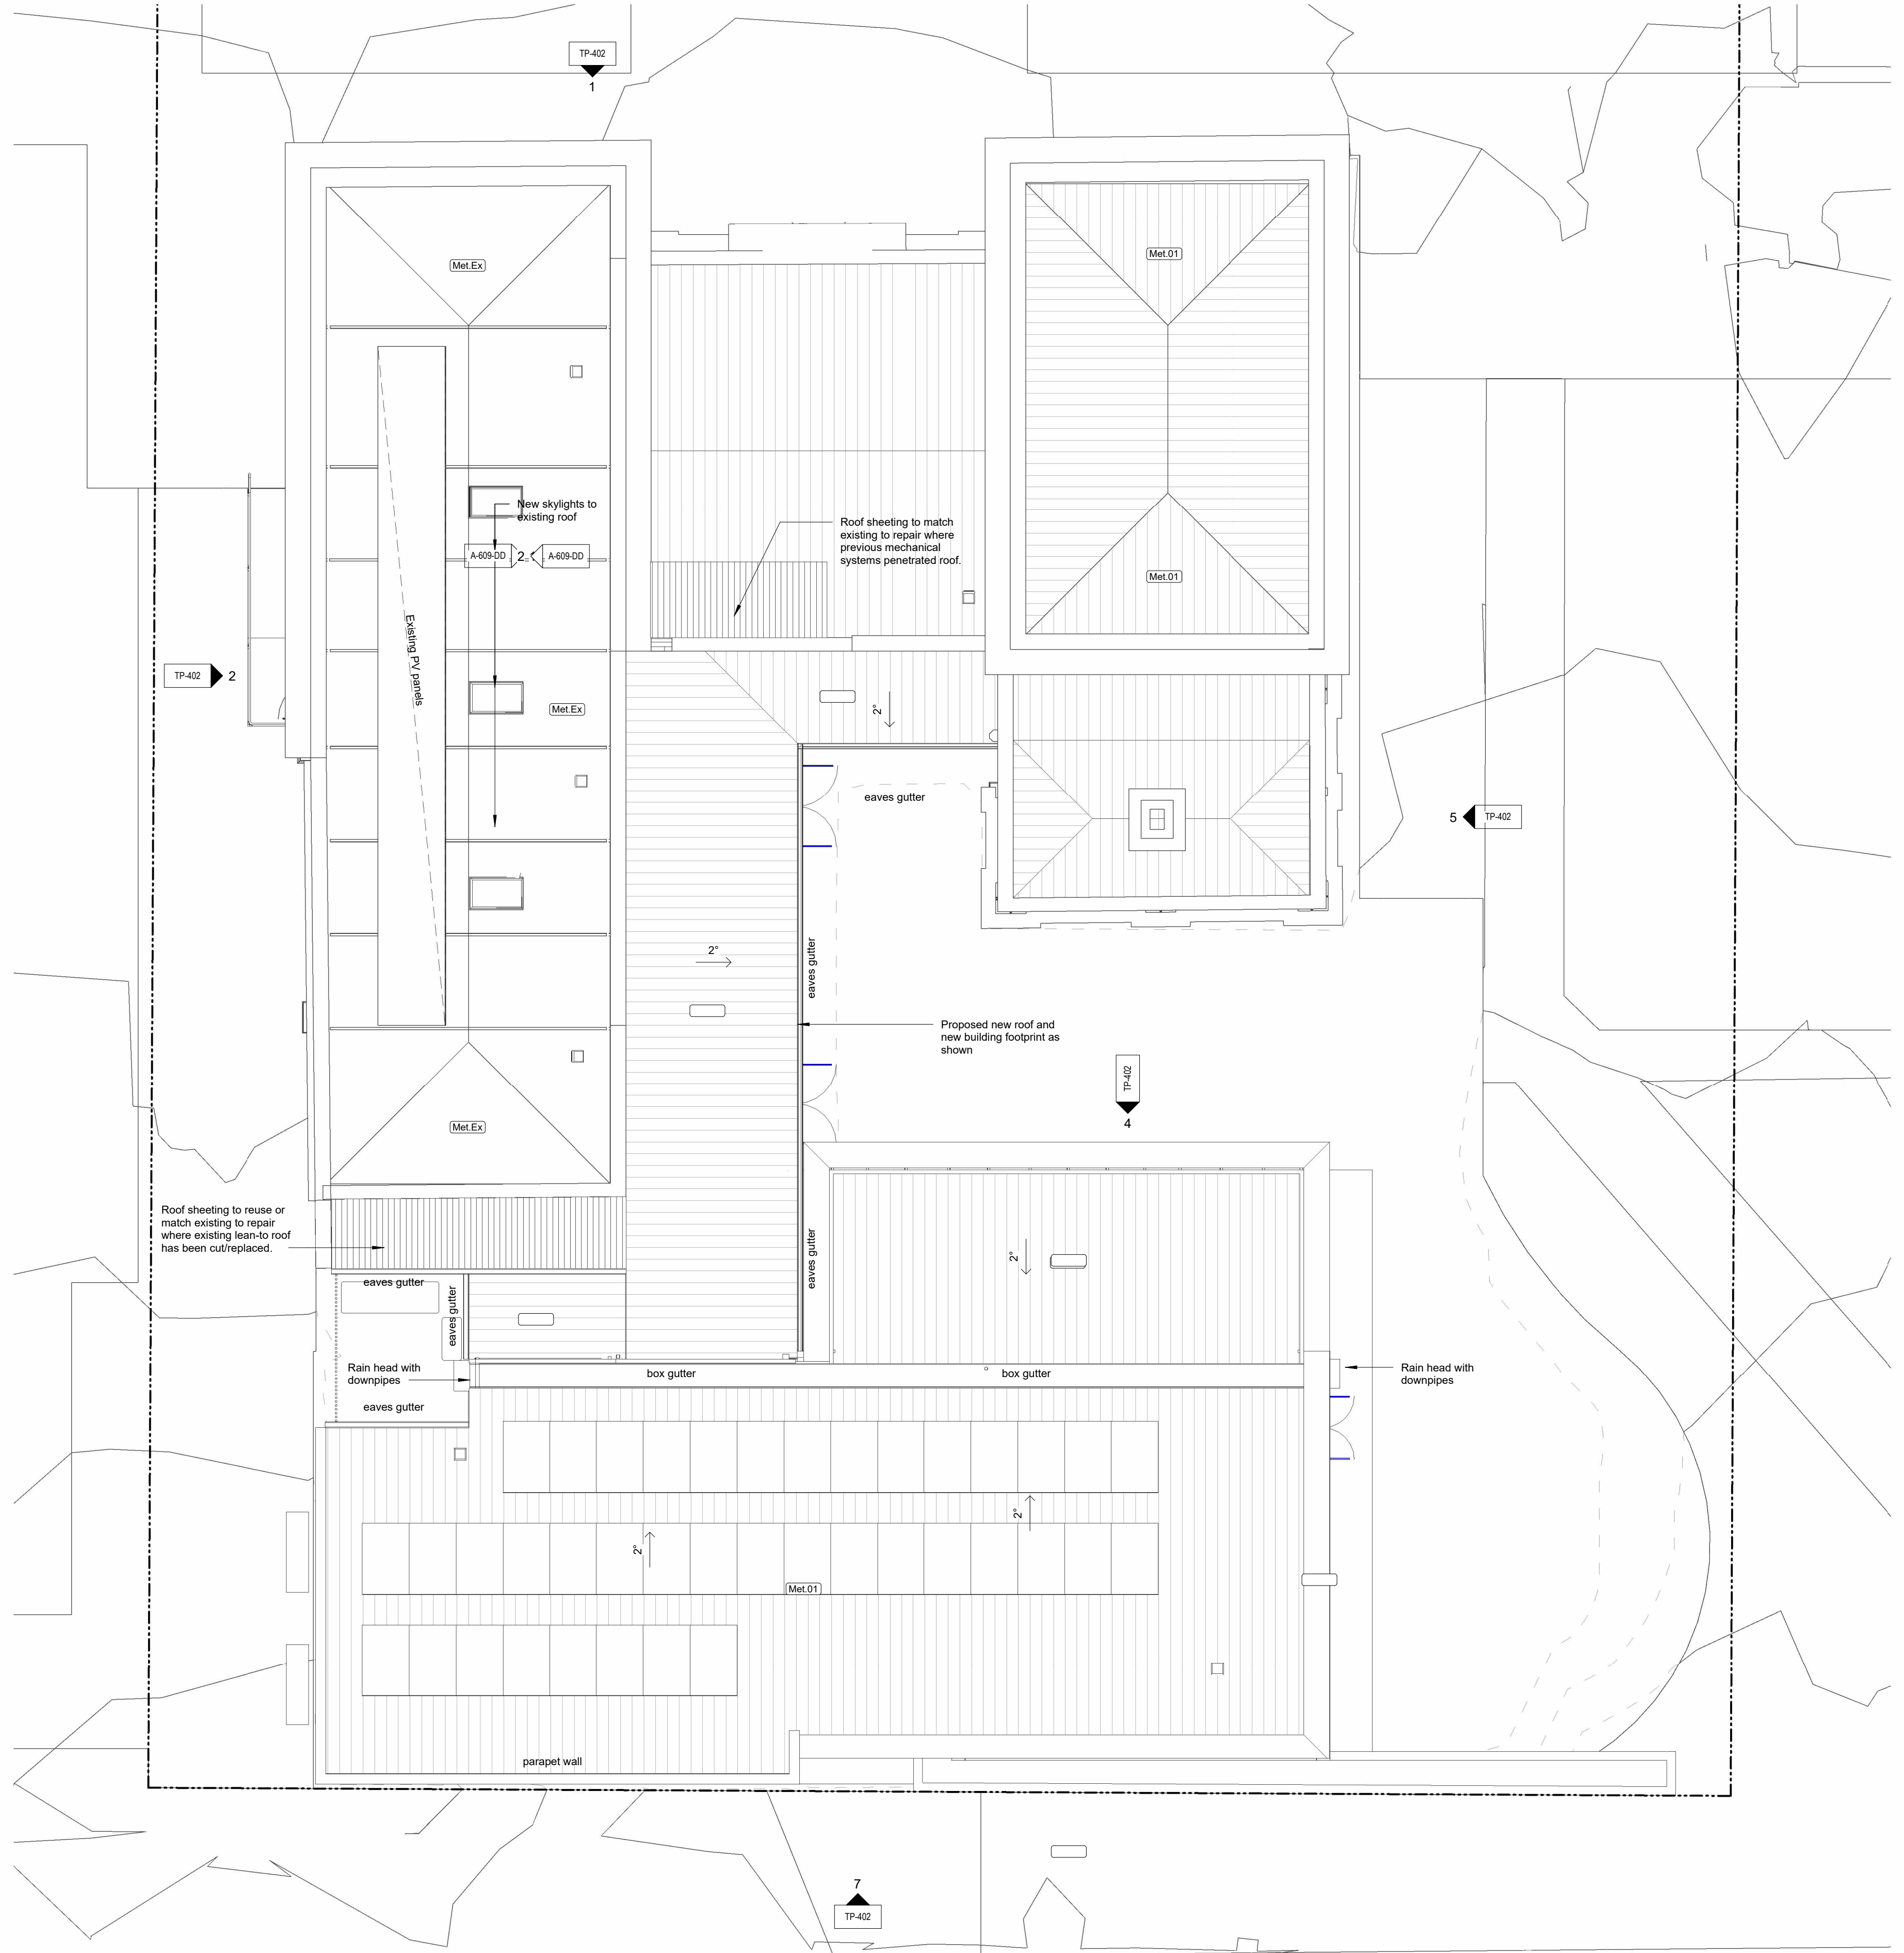 TP-402
1
Met.Ex
Met.01
New skylights to
existing roof
A-609-DD
2
A-609-DD
Roof sheeting to match
existing to repair where
previous mechanical
systems penetrated roof.
Met.01
Existing PV panels
TP-402
2
Met.Ex
2°
eaves gutter
5
TP-402
2°
eaves gutter
Proposed new roof and
new building footprint as
shown
TP-402
4
Met.Ex
Roof sheeting to reuse or
match existing to repair
where existing lean-to roof
has been cut/replaced.
eaves gutter
2°
eaves gutter
eaves gutter
Rain head with
downpipes
box gutter
box gutter
Rain head with
downpipes
eaves gutter
2°
2°
Met.01
parapet wall
7
TP-402